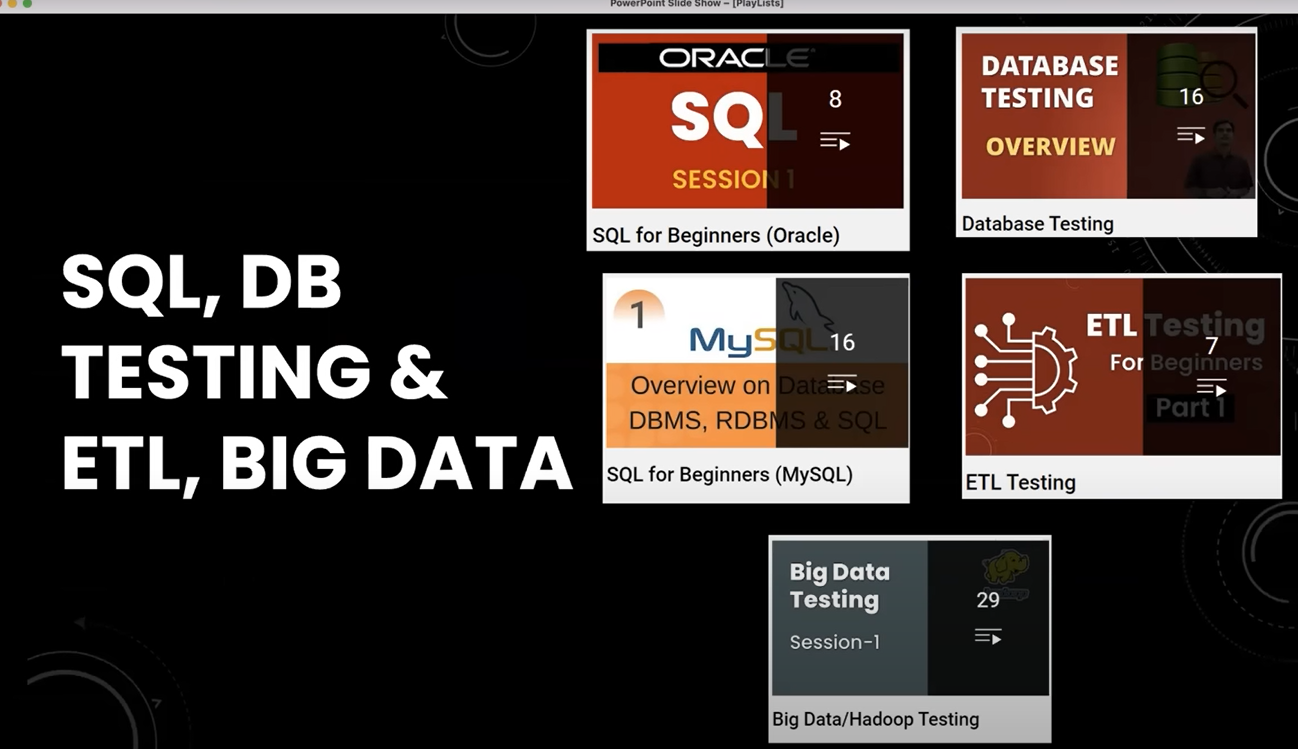 PowerPoint Slide Show – [PlayLists]
SQL, DB
TESTING &
ETL, BIG DATA
ORACLE
SQL
SESSION 1
8
SQL for Beginners (Oracle)
DATABASE
TESTING
OVERVIEW
16
Database Testing
1
MySQL
16
Overview on Database
DBMS, RDBMS & SQL
SQL for Beginners (MySQL)
ETL Testing
For Beginners
Part 1
7
ETL Testing
Big Data
Testing
Session-1
29
Big Data/Hadoop Testing